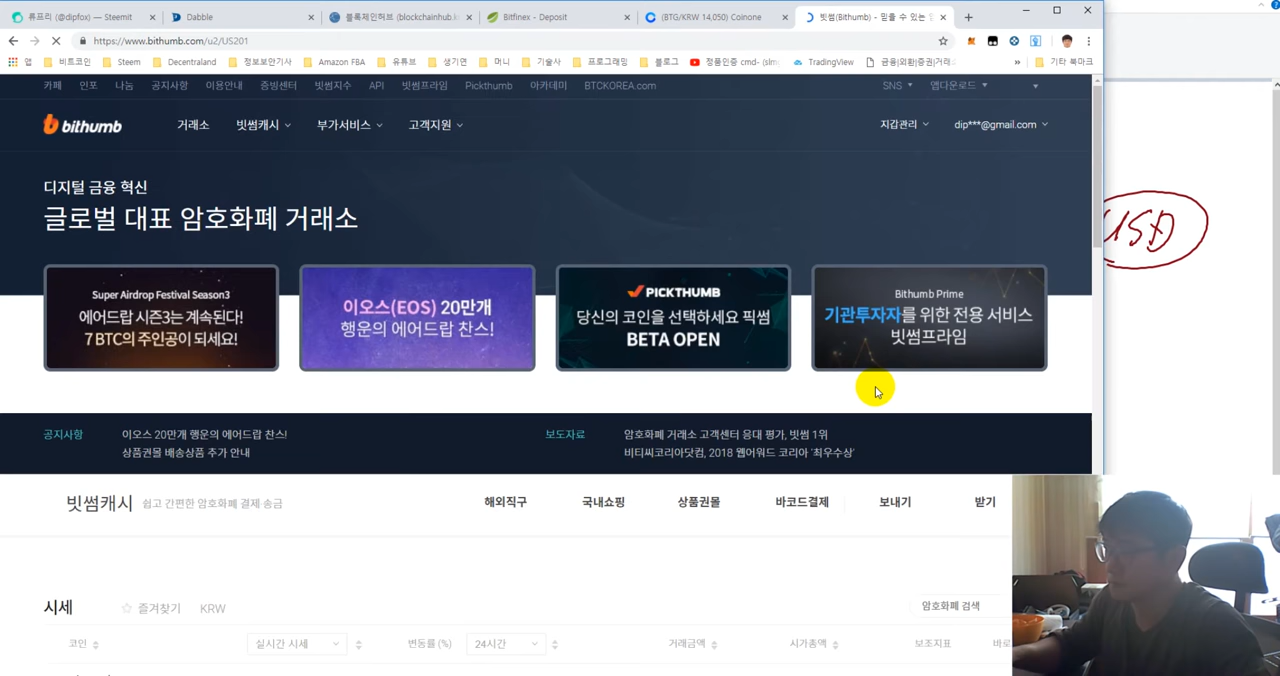 류프리 (@dipfox) — Steemit
Dabble
블록체인허브 (blockchainhub.k
Bitfinex - Deposit
(BTG/KRW 14,050) Coinone
빗썸(Bithumb) - 믿을 수 있는
https://www.bithumb.com/u2/US201
앱
비트코인
Steem
Decentraland
정보보안기사
Amazon FBA
유튜브
생기연
머니
기술사
프로그래밍
블로그
정품인증 cmd- (slm
TradingView
금융|외환|증권|거래
»
기타 북마크
카페 인포 나눔 공지사항 이용안내 증빙센터 빗썸지수 API 빗썸프라임 Pickthumb 아카데미 BTCKOREA.com
SNS 앱다운로드
bithumb
거래소 빗썸캐시 부가서비스 고객지원
지갑관리 dip***@gmail.com
디지털 금융 혁신
글로벌 대표 암호화폐 거래소
USD
Super Airdrop Festival Season3
에어드랍 시즌3는 계속된다!
7 BTC의 주인공이 되세요!
이오스(EOS) 20만개
행운의 에어드랍 찬스!
PICKTHUMB
당신의 코인을 선택하세요 픽썸
BETA OPEN
Bithumb Prime
기관투자자를 위한 전용 서비스
빗썸프라임
공지사항
이오스 20만개 행운의 에어드랍 찬스!
상품권몰 배송상품 추가 안내
보도자료
암호화폐 거래소 고객센터 응대 평가, 빗썸 1위
비티씨코리아닷컴, 2018 웹어워드 코리아 '최우수상'
빗썸캐시 쉽고 간편한 암호화폐 결제·송금
해외직구 국내쇼핑 상품권몰 바코드결제 보내기 받기
시세 즐겨찾기 KRW
암호화폐 검색
코인 실시간 시세 변동률 (%) 24시간 거래금액 시가총액 보조지표 바로